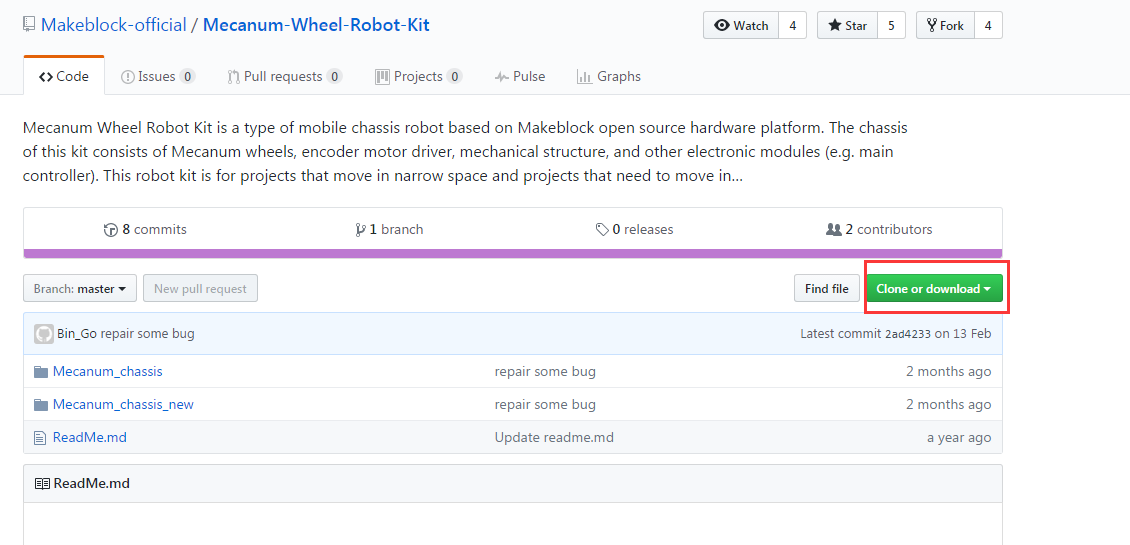 Makeblock-official / Mecanum-Wheel-Robot-Kit Watch 4 Star 5 Fork 4
Code Issues 0 Pull requests 0 Projects 0 Pulse Graphs
Mecanum Wheel Robot Kit is a type of mobile chassis robot based on Makeblock open source hardware platform. The chassis
of this kit consists of Mecanum wheels, encoder motor driver, mechanical structure, and other electronic modules (e.g. main
controller). This robot kit is for projects that move in narrow space and projects that need to move in...
8 commits 1 branch 0 releases 2 contributors
Branch: master New pull request Find file Clone or download
Bin_Go repair some bug Latest commit 2ad4233 on 13 Feb
Mecanum_chassis repair some bug 2 months ago
Mecanum_chassis_new repair some bug 2 months ago
ReadMe.md Update readme.md a year ago
ReadMe.md